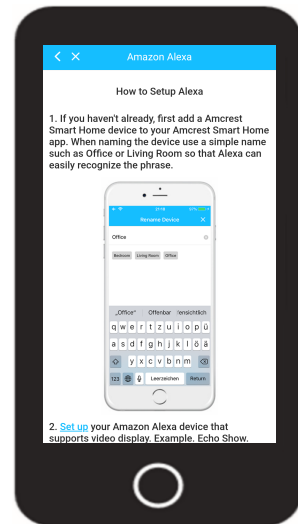 Amazon Alexa
How to Setup Alexa
1. If you haven't already, first add a Amcrest
Smart Home device to your Amcrest Smart Home
app. When naming the device use a simple name
such as Office or Living Room so that Alexa can
easily recognize the phrase.
Rename Device
Office
Bedroom Living Room Office
„Office“ Offenbar
q w e r t z u i o p ü
a s d f g h j k l ö ä
y x c v b n m
123 Leerzeichen Return
2. Set up your Amazon Alexa device that
supports video display. Example. Echo Show.